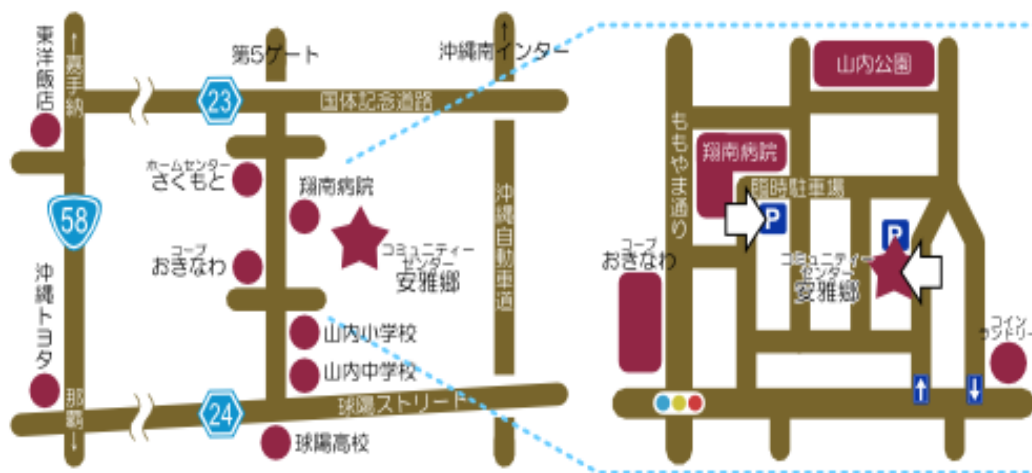 東洋飯店
←嘉手納
第5ゲート
沖縄南インター
→
23
国体記念道路
ホームセンター
さくもと
翔南病院
58
コープ
おきなわ
コミュニティー
センター
安雅郷
沖縄自動車道
沖縄トヨタ
山内小学校
山内中学校
那覇→
24
球陽ストリート
球陽高校
山内公園
ももやま通り
翔南病院
臨時駐車場
P
P
コープ
おきなわ
コミュニティー
センター
安雅郷
コイン
ランドリー
↑
↓